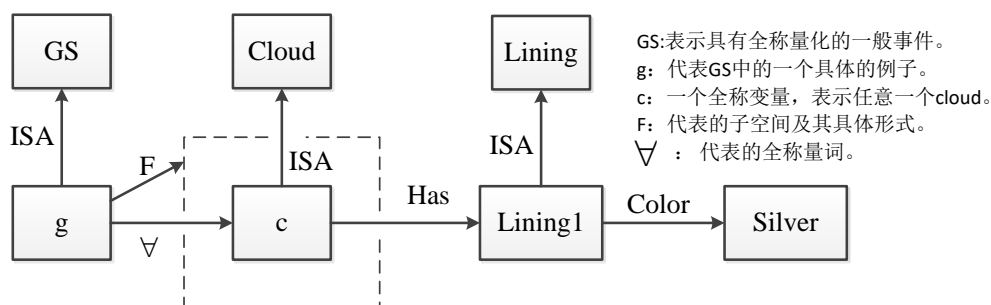 GS
Cloud
Lining
GS:表示具有全称量化的一般事件。
g：代表GS中的一个具体的例子。
c：一个全称变量，表示任意一个cloud。
F：代表的子空间及其具体形式。
∀ ：代表的全称量词。
ISA
F
ISA
ISA
g
∀
c
Has
Lining1
Color
Silver